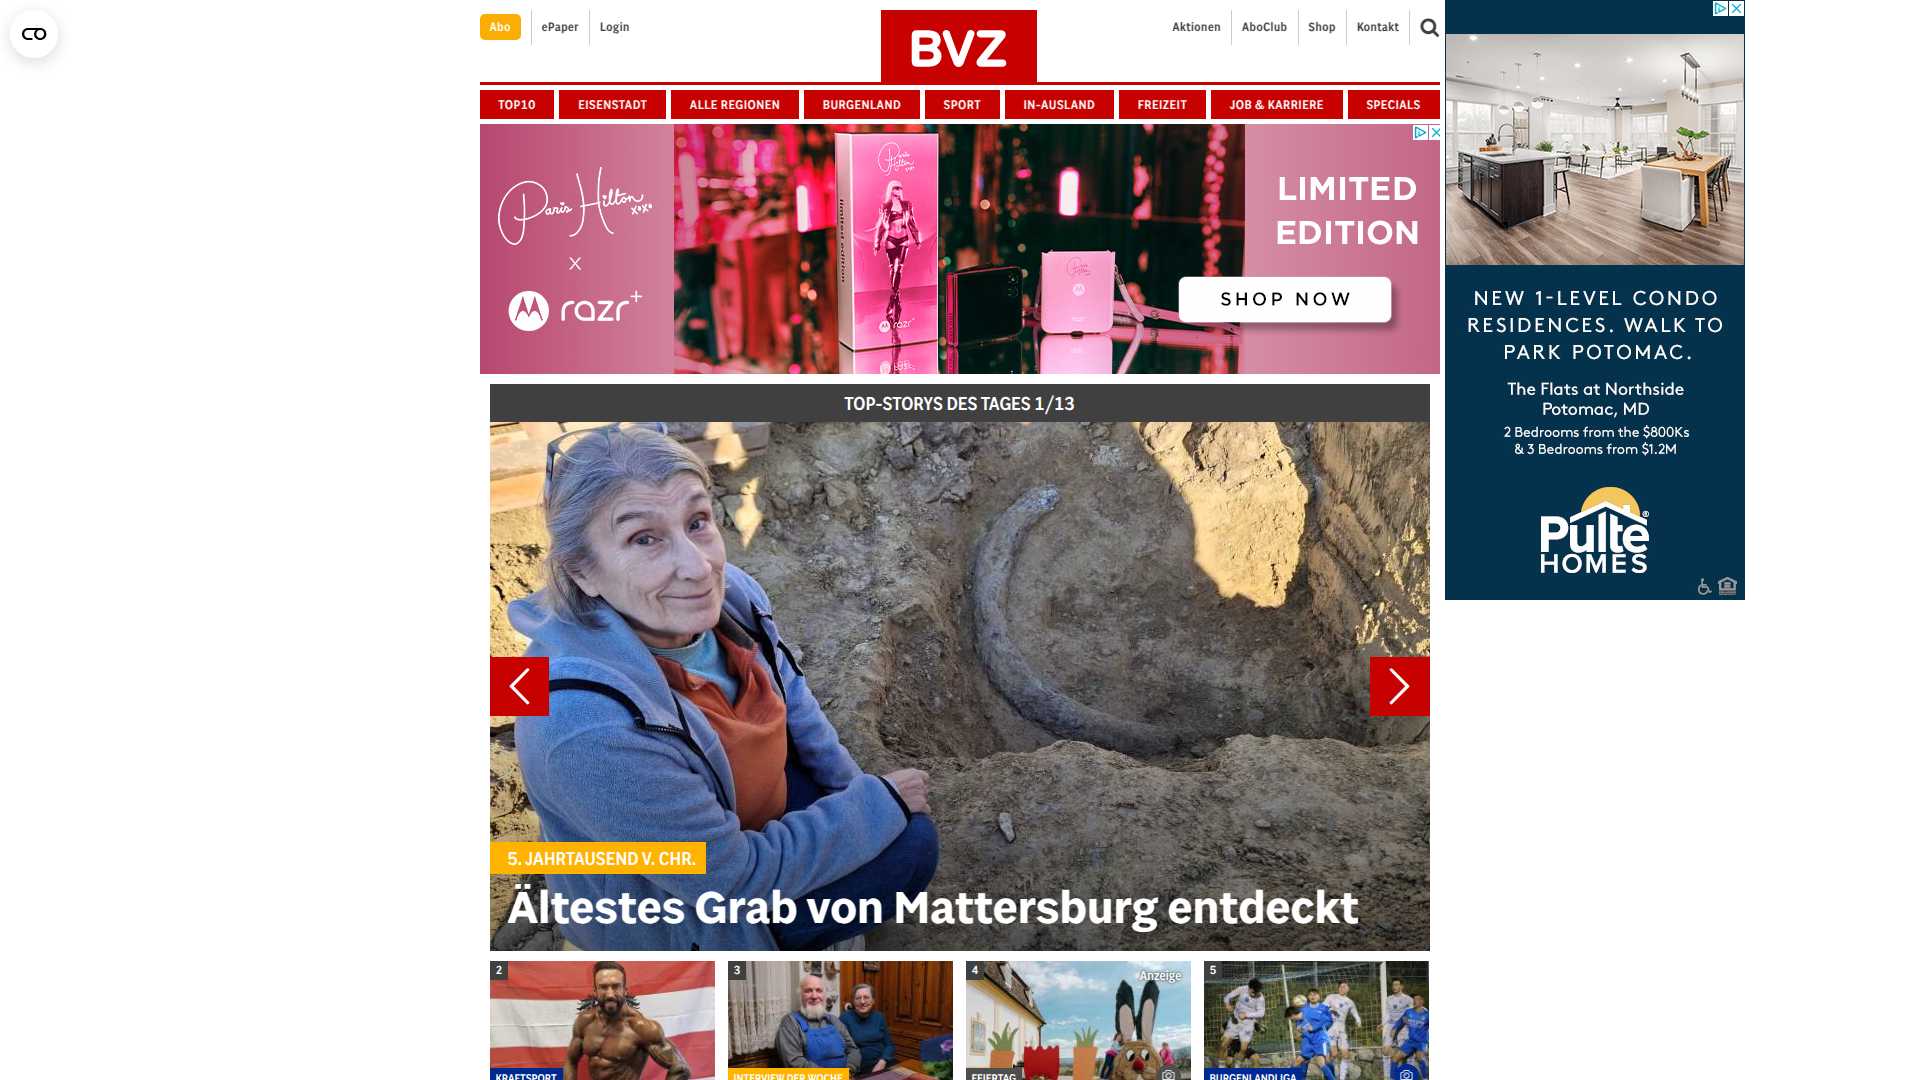 Abo
ePaper
Login
BVZ
Aktionen
AboClub
Shop
Kontakt
TOP10
EISENSTADT
ALLE REGIONEN
BURGENLAND
SPORT
IN-AUSLAND
FREIZEIT
JOB & KARRIERE
SPECIALS
Paris Hilton
xoxo
X
razr+
limited edition
razr
LIMITED
EDITION
SHOP NOW
NEW 1-LEVEL CONDO
RESIDENCES. WALK TO
PARK POTOMAC.
The Flats at Northside
Potomac, MD
2 Bedrooms from the $800Ks
& 3 Bedrooms from $1.2M
Pulte®
HOMES
TOP-STORYS DES TAGES 1/13
5. JAHRTAUSEND V. CHR.
Ältestes Grab von Mattersburg entdeckt
2
KRAFTSPORT
3
INTERVIEW DER WOCHE
4
Anzeige
FEIERTAG
5
BURGENLANDLIGA